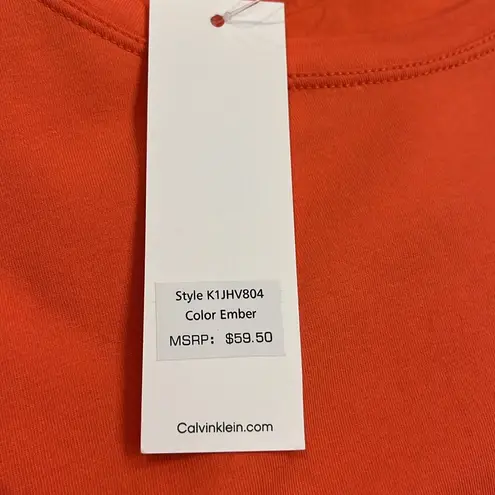 Style K1JHV804
Color Ember
MSRP: $59.50
Calvinklein.com